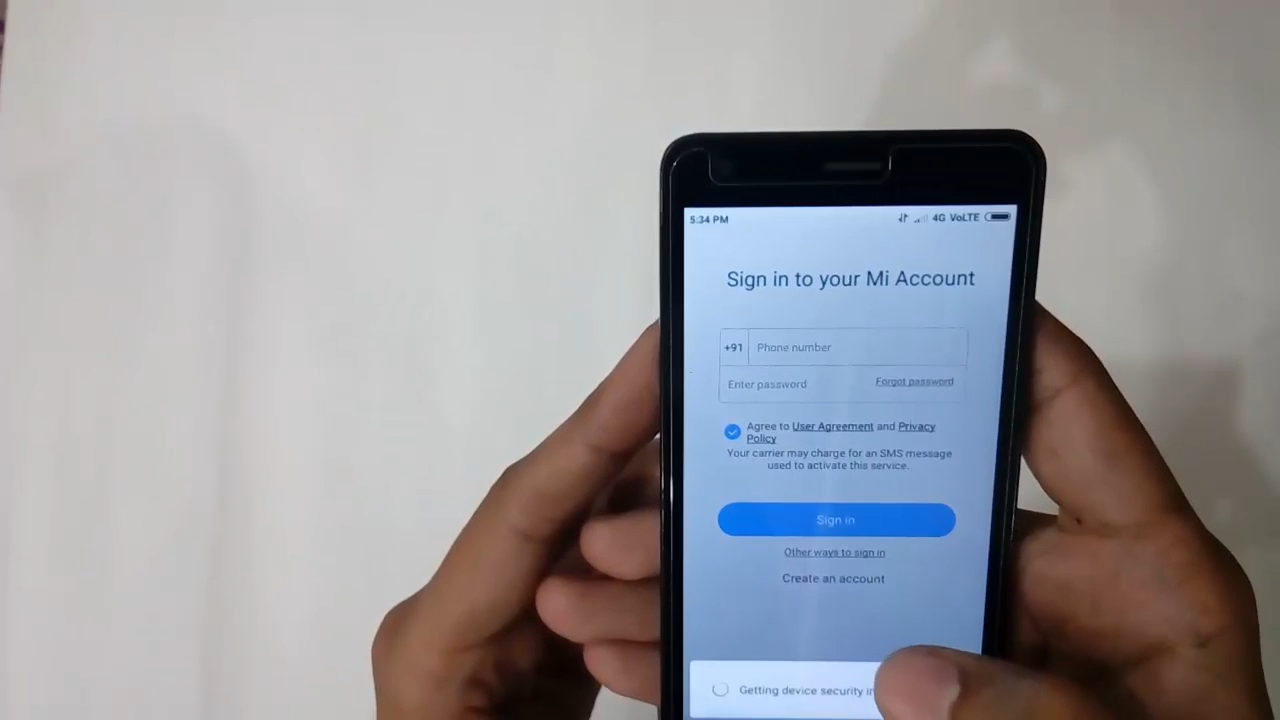 5:34 PM 4G VoLTE
Sign in to your Mi Account
+91 Phone number
Enter password Forgot password
Agree to User Agreement and Privacy
Policy
Your carrier may charge for an SMS message
used to activate this service.
Sign in
Other ways to sign in
Create an account
Getting device security